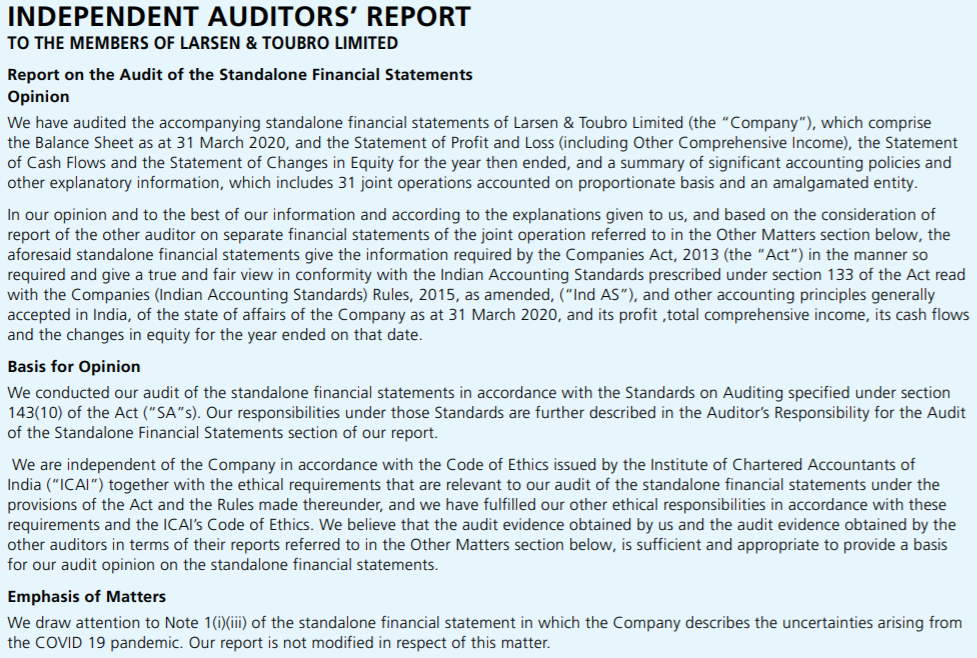 INDEPENDENT AUDITORS’ REPORT
TO THE MEMBERS OF LARSEN & TOUBRO LIMITED
Report on the Audit of the Standalone Financial Statements
Opinion
We have audited the accompanying standalone financial statements of Larsen & Toubro Limited (the “Company”), which comprise
the Balance Sheet as at 31 March 2020, and the Statement of Profit and Loss (including Other Comprehensive Income), the Statement
of Cash Flows and the Statement of Changes in Equity for the year then ended, and a summary of significant accounting policies and
other explanatory information, which includes 31 joint operations accounted on proportionate basis and an amalgamated entity.
In our opinion and to the best of our information and according to the explanations given to us, and based on the consideration of
report of the other auditor on separate financial statements of the joint operation referred to in the Other Matters section below, the
aforesaid standalone financial statements give the information required by the Companies Act, 2013 (the “Act”) in the manner so
required and give a true and fair view in conformity with the Indian Accounting Standards prescribed under section 133 of the Act read
with the Companies (Indian Accounting Standards) Rules, 2015, as amended, (“Ind AS”), and other accounting principles generally
accepted in India, of the state of affairs of the Company as at 31 March 2020, and its profit ,total comprehensive income, its cash flows
and the changes in equity for the year ended on that date.
Basis for Opinion
We conducted our audit of the standalone financial statements in accordance with the Standards on Auditing specified under section
143(10) of the Act (“SA”s). Our responsibilities under those Standards are further described in the Auditor’s Responsibility for the Audit
of the Standalone Financial Statements section of our report.
We are independent of the Company in accordance with the Code of Ethics issued by the Institute of Chartered Accountants of
India (“ICAI”) together with the ethical requirements that are relevant to our audit of the standalone financial statements under the
provisions of the Act and the Rules made thereunder, and we have fulfilled our other ethical responsibilities in accordance with these
requirements and the ICAI’s Code of Ethics. We believe that the audit evidence obtained by us and the audit evidence obtained by the
other auditors in terms of their reports referred to in the Other Matters section below, is sufficient and appropriate to provide a basis
for our audit opinion on the standalone financial statements.
Emphasis of Matters
We draw attention to Note 1(i)(iii) of the standalone financial statement in which the Company describes the uncertainties arising from
the COVID 19 pandemic. Our report is not modified in respect of this matter.